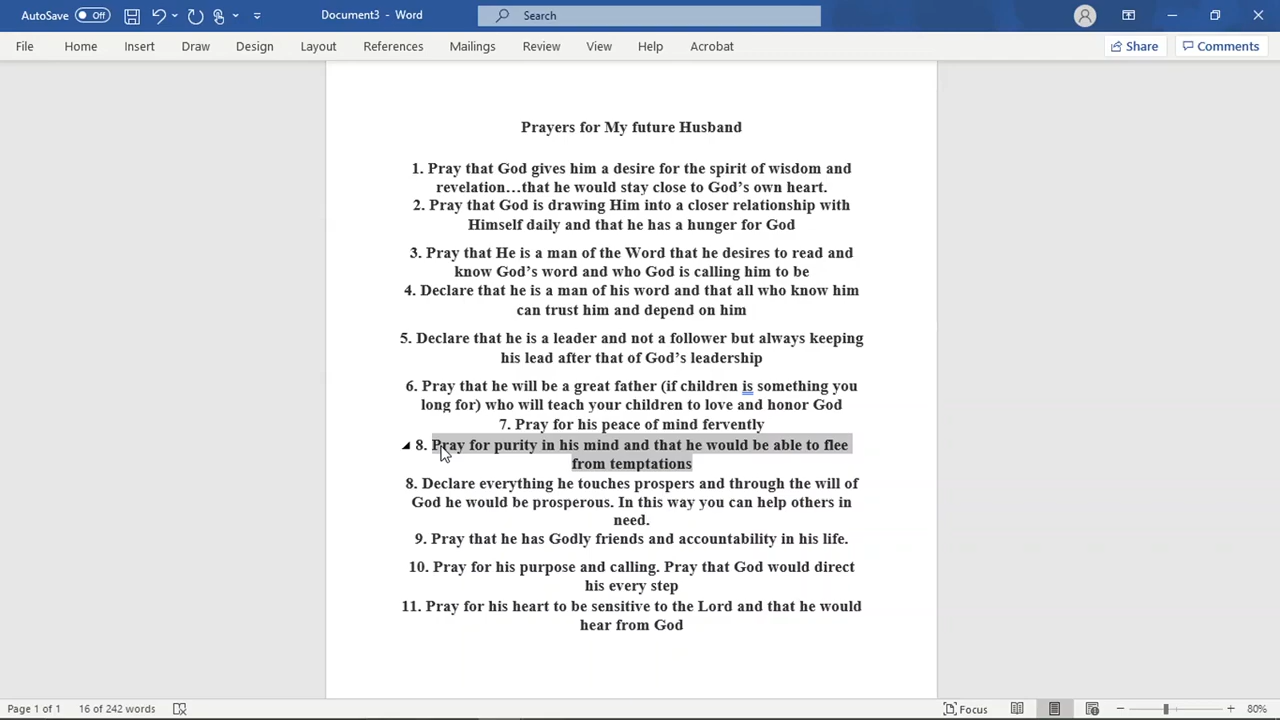 AutoSave Off Document3 - Word Search
File Home Insert Draw Design Layout References Mailings Review View Help Acrobat Share Comments
Prayers for My future Husband
1. Pray that God gives him a desire for the spirit of wisdom and
revelation…that he would stay close to God's own heart.
2. Pray that God is drawing Him into a closer relationship with
Himself daily and that he has a hunger for God
3. Pray that He is a man of the Word that he desires to read and
know God's word and who God is calling him to be
4. Declare that he is a man of his word and that all who know him
can trust him and depend on him
5. Declare that he is a leader and not a follower but always keeping
his lead after that of God's leadership
6. Pray that he will be a great father (if children is something you
long for) who will teach your children to love and honor God
7. Pray for his peace of mind fervently
8. Pray for purity in his mind and that he would be able to flee
from temptations
8. Declare everything he touches prospers and through the will of
God he would be prosperous. In this way you can help others in
need.
9. Pray that he has Godly friends and accountability in his life.
10. Pray for his purpose and calling. Pray that God would direct
his every step
11. Pray for his heart to be sensitive to the Lord and that he would
hear from God
Page 1 of 1 16 of 242 words Focus 80%